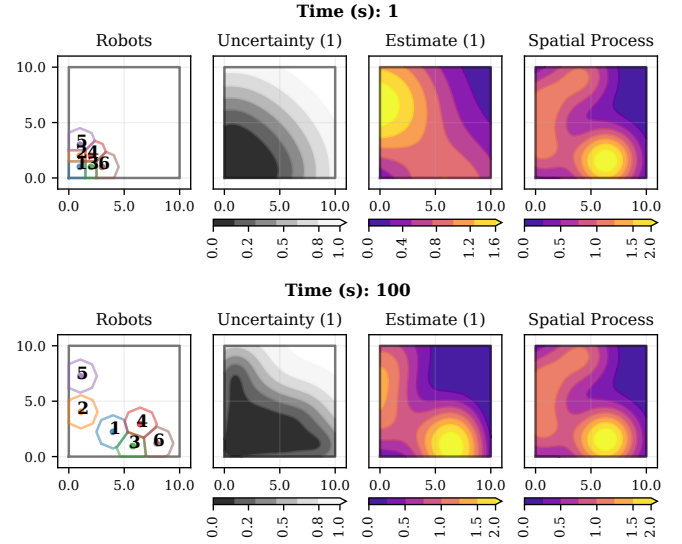 Time (s): 1
Robots Uncertainty (1) Estimate (1) Spatial Process
10.0
5.0
0.0
5
2 4
1 3 6
0.0 5.0 10.0 0.0 5.0 10.0 0.0 5.0 10.0 0.0 5.0 10.0
0.0 0.2 0.5 0.8 1.0 0.0 0.4 0.8 1.2 1.6 0.0 0.5 1.0 1.5 2.0
Time (s): 100
Robots Uncertainty (1) Estimate (1) Spatial Process
10.0
5.0
0.0
5
2
1 4
3 6
0.0 5.0 10.0 0.0 5.0 10.0 0.0 5.0 10.0 0.0 5.0 10.0
0.0 0.2 0.5 0.8 1.0 0.0 0.5 1.0 1.5 2.0 0.0 0.5 1.0 1.5 2.0